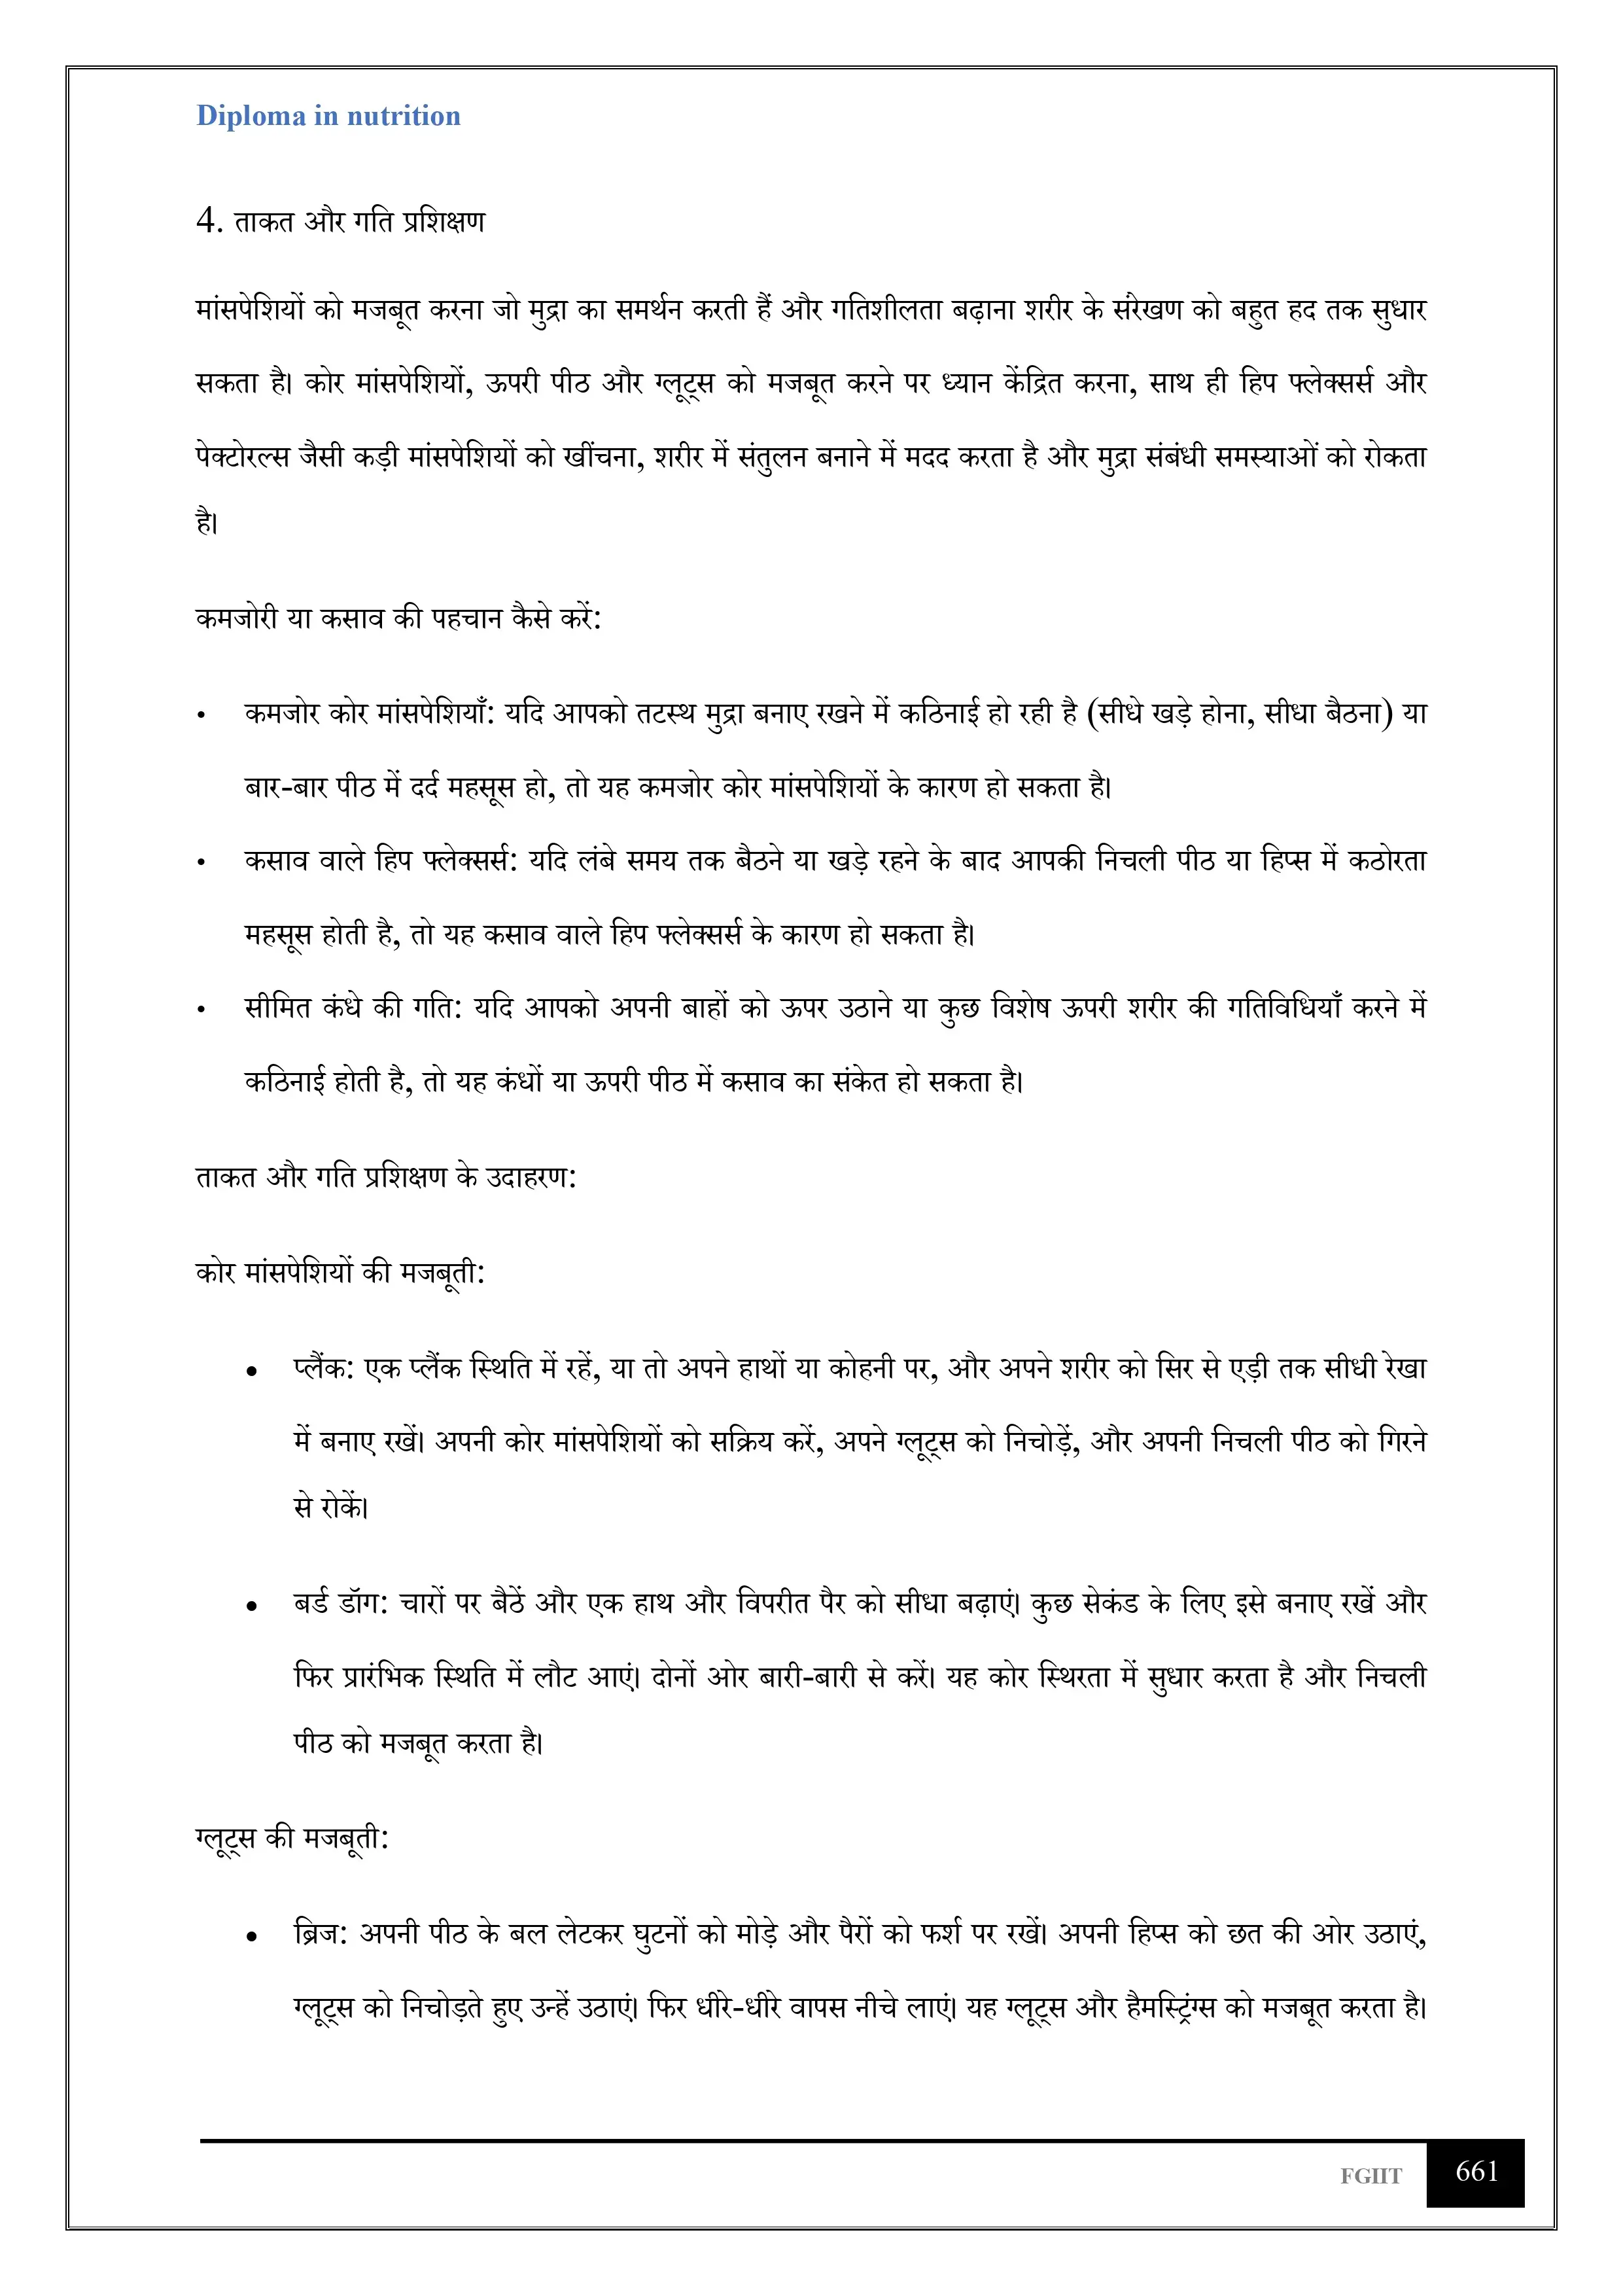 Diploma in nutrition
4. ताकत और गति प्रशिक्षण
मांसपेशियों को मजबूत करना जो मुद्रा का समर्थन करती हैं और गतिशीलता बढ़ाना शरीर के संरेखण को बहुत हद तक सुधार
सकता है। कोर मांसपेशियों, ऊपरी पीठ और ग्लूट्स को मजबूत करने पर ध्यान केंद्रित करना, साथ ही हिप फ्लेक्सर्स और
पेक्टोरल्स जैसी कड़ी मांसपेशियों को खींचना, शरीर में संतुलन बनाने में मदद करता है और मुद्रा संबंधी समस्याओं को रोकता
है।
कमजोरी या कसाव की पहचान कैसे करें:
• कमजोर कोर मांसपेशियाँ: यदि आपको तटस्थ मुद्रा बनाए रखने में कठिनाई हो रही है (सीधे खड़े होना, सीधा बैठना) या
बार-बार पीठ में दर्द महसूस हो, तो यह कमजोर कोर मांसपेशियों के कारण हो सकता है।
• कसाव वाले हिप फ्लेक्सर्स: यदि लंबे समय तक बैठने या खड़े रहने के बाद आपकी निचली पीठ या हिप्स में कठोरता
महसूस होती है, तो यह कसाव वाले हिप फ्लेक्सर्स के कारण हो सकता है।
• सीमित कंधे की गति: यदि आपको अपनी बाहों को ऊपर उठाने या कुछ विशेष ऊपरी शरीर की गतिविधियाँ करने में
कठिनाई होती है, तो यह कंधों या ऊपरी पीठ में कसाव का संकेत हो सकता है।
ताकत और गति प्रशिक्षण के उदाहरण:
कोर मांसपेशियों की मजबूती:
• प्लैंक: एक प्लैंक स्थिति में रहें, या तो अपने हाथों या कोहनी पर, और अपने शरीर को सिर से एड़ी तक सीधी रेखा
में बनाए रखें। अपनी कोर मांसपेशियों को सक्रिय करें, अपने ग्लूट्स को निचोड़ें, और अपनी निचली पीठ को गिरने
से रोकें।
• बर्ड डॉग: चारों पर बैठें और एक हाथ और विपरीत पैर को सीधा बढ़ाएं। कुछ सेकंड के लिए इसे बनाए रखें और
फिर प्रारंभिक स्थिति में लौट आएं। दोनों ओर बारी-बारी से करें। यह कोर स्थिरता में सुधार करता है और निचली
पीठ को मजबूत करता है।
ग्लूट्स की मजबूती:
• ब्रिज: अपनी पीठ के बल लेटकर घुटनों को मोड़े और पैरों को फर्श पर रखें। अपनी हिप्स को छत की ओर उठाएं,
ग्लूट्स को निचोड़ते हुए उन्हें उठाएं। फिर धीरे-धीरे वापस नीचे लाएं। यह ग्लूट्स और हैमस्ट्रिंग्स को मजबूत करता है।
FGIIT 661